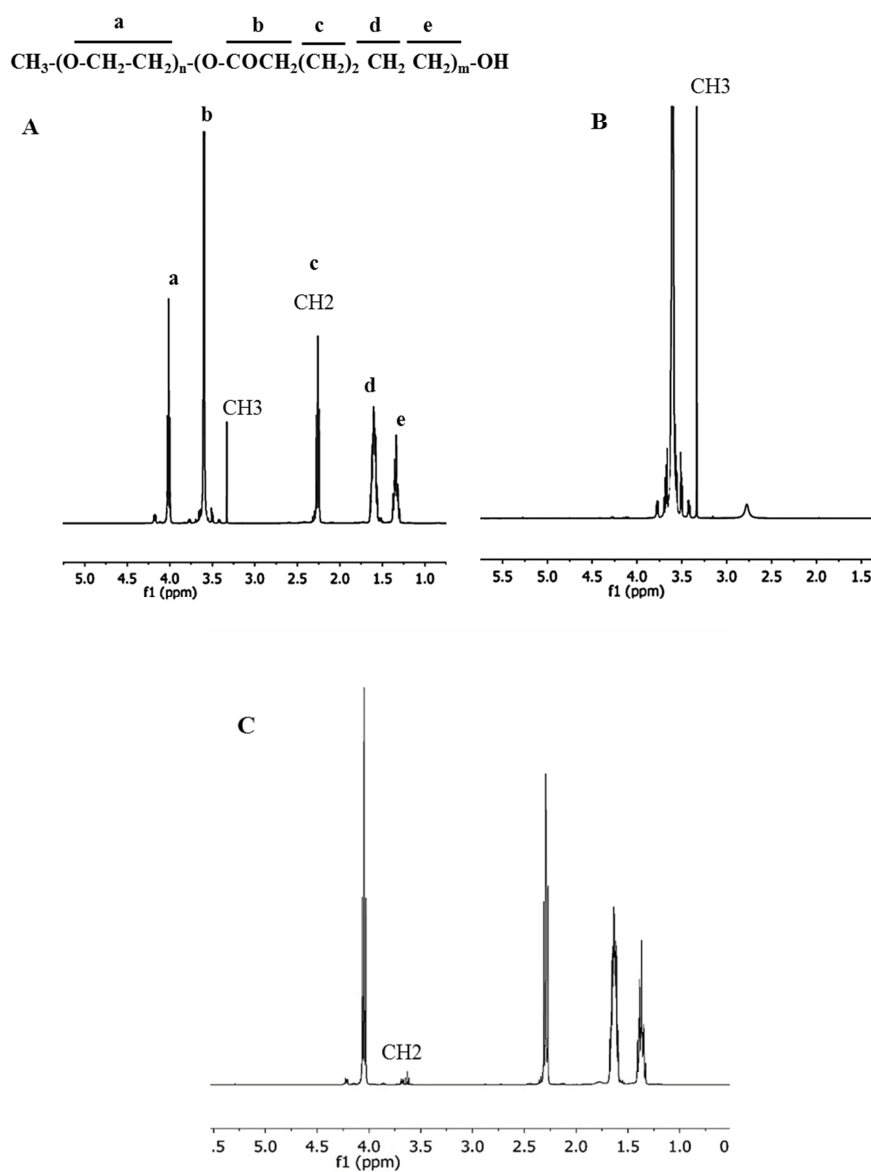 a b c d e
CH3-(O-CH2-CH2)n-(O-COCH2(CH2)2 CH2 CH2)m-OH
A
b
a
c
CH2
CH3
d
e
5.0 4.5 4.0 3.5 3.0 2.5 2.0 1.5 1.0
f1 (ppm)
B
CH3
5.5 5.0 4.5 4.0 3.5 3.0 2.5 2.0 1.5
f1 (ppm)
C
CH2
.5 5.0 4.5 4.0 3.5 3.0 2.5 2.0 1.5 1.0 0
f1 (ppm)